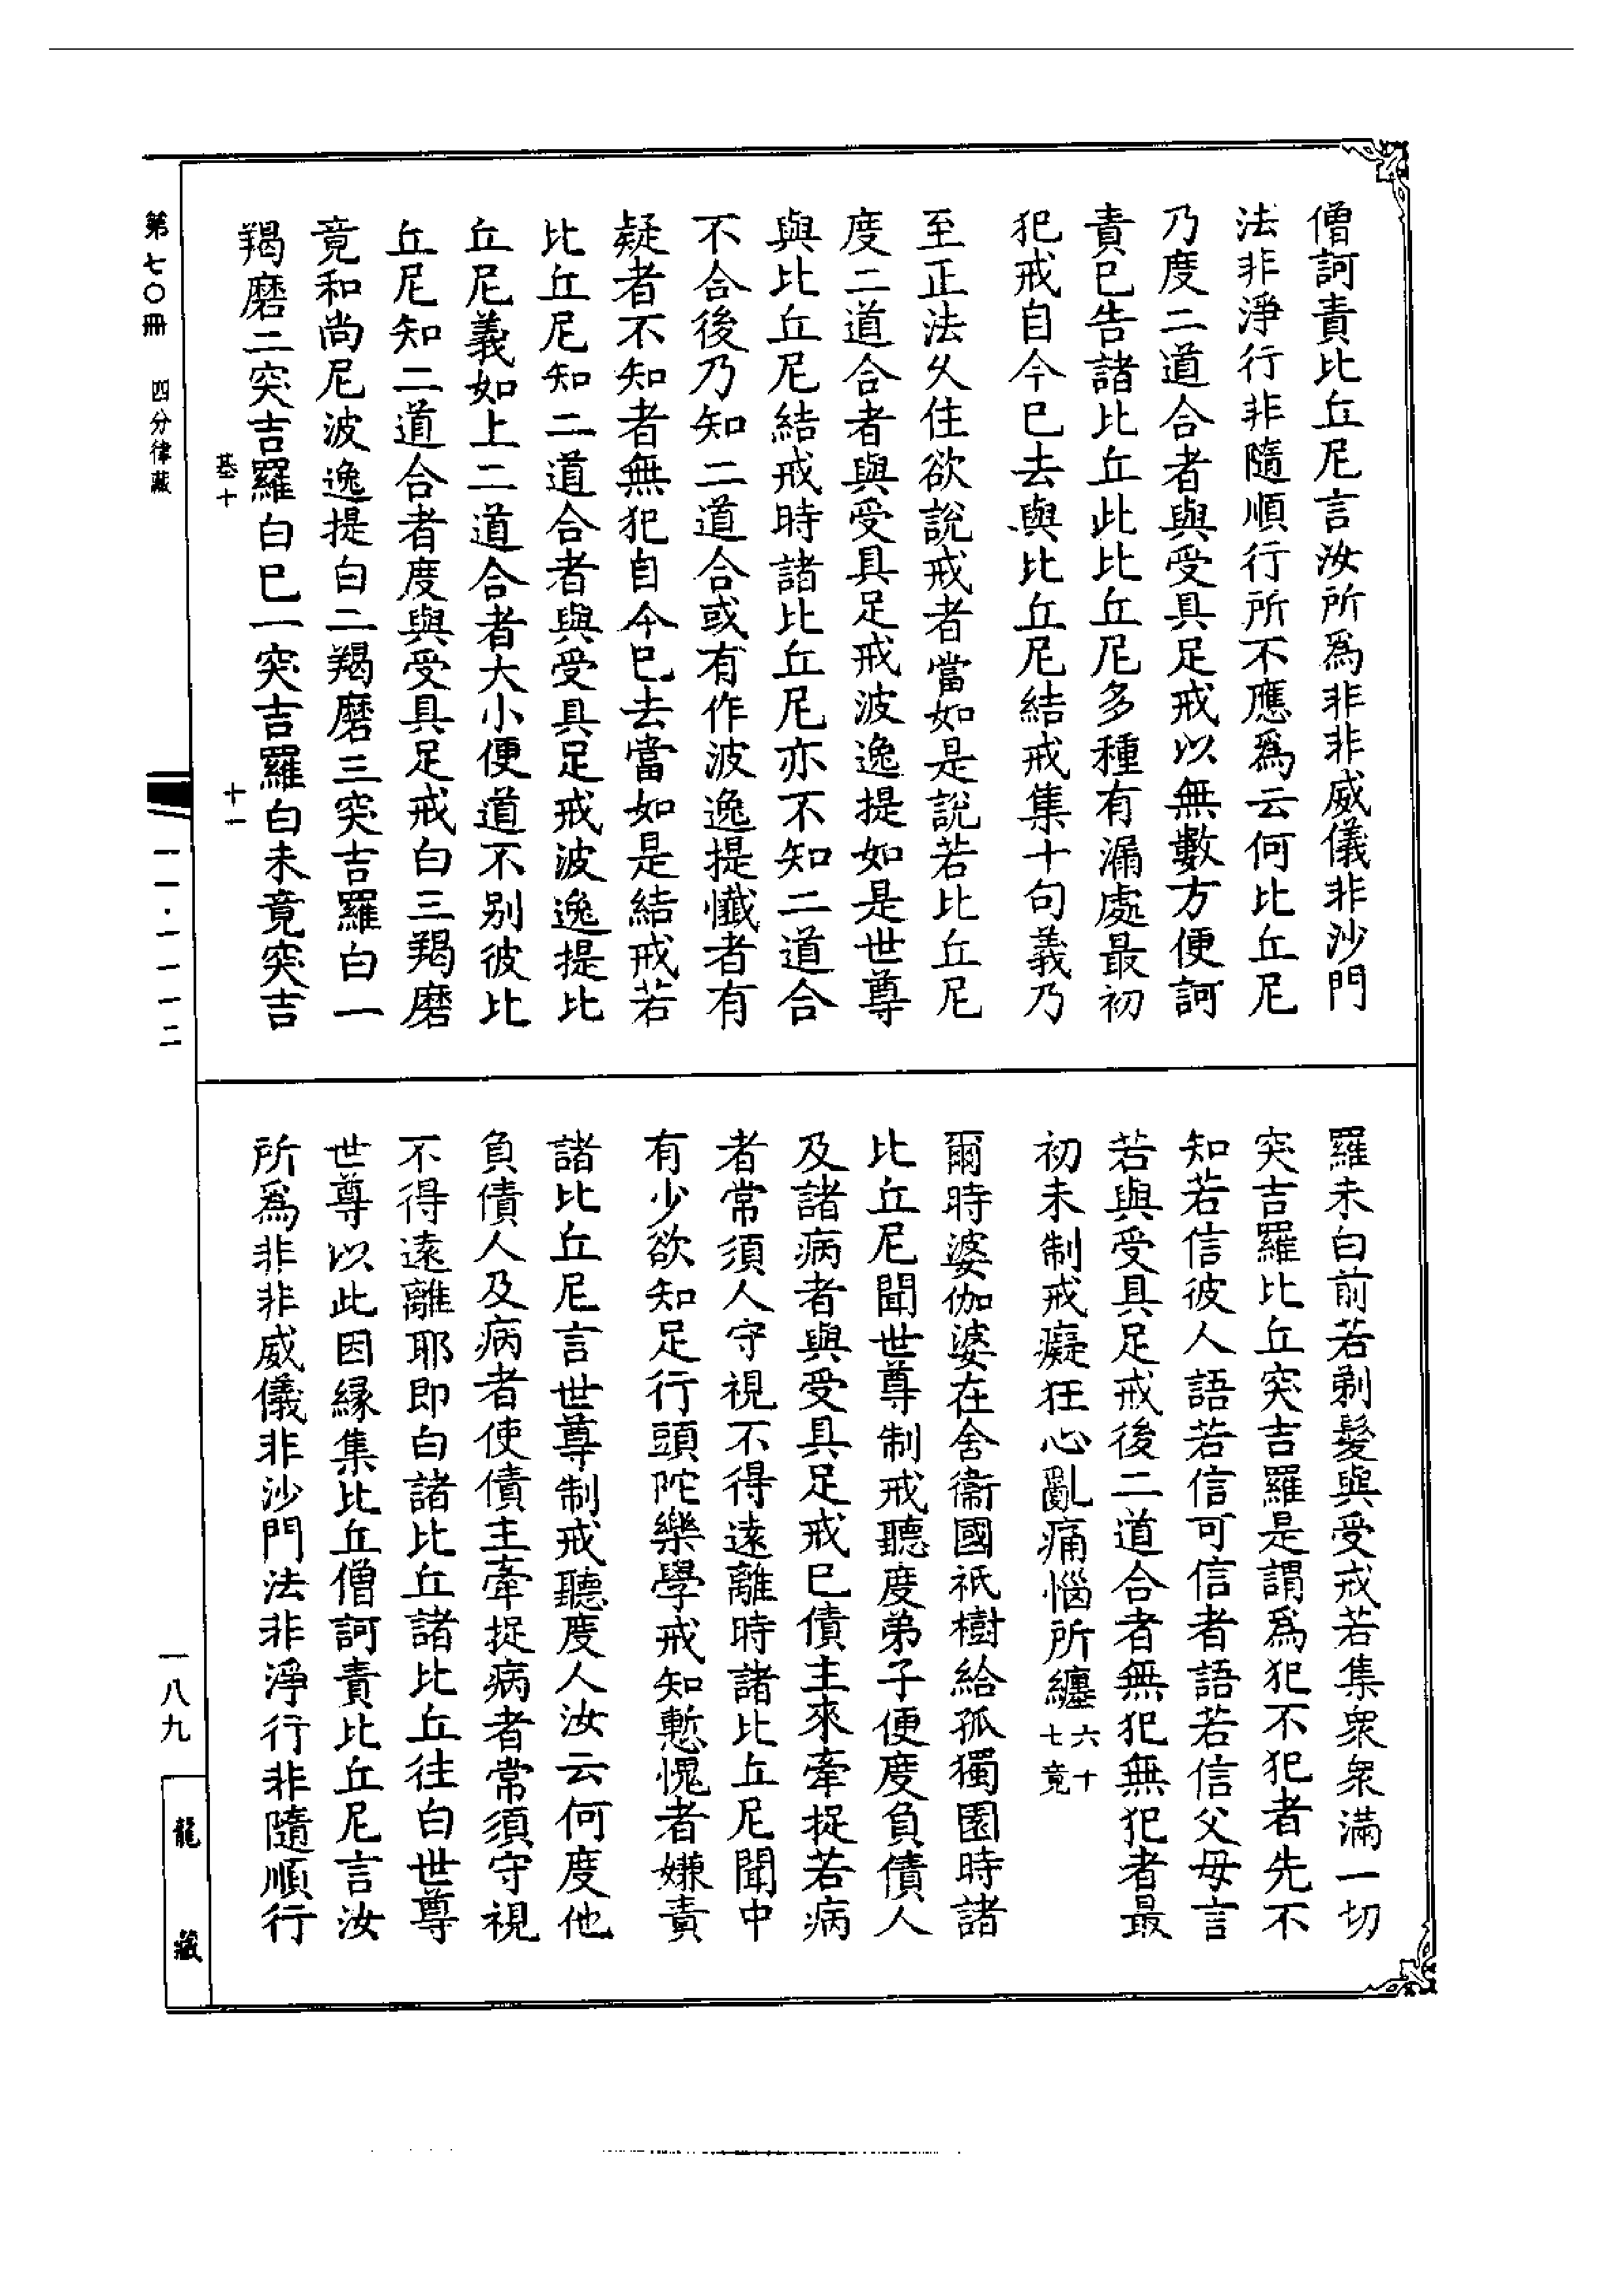 僧訶責比丘尼言汝所爲非非威儀非沙門
法非淨行非隨順行所不應爲云何比丘尼
乃度二道合者與受具足戒以無數方便訶
責已告諸比丘此比丘尼多種有漏處最初
犯戒自今已去與比丘尼結戒集十句義乃
至正法久住欲說戒者當如是說若比丘尼
度二道合者與受具足戒波逸提如是世尊
與比丘尼結戒時諸比丘尼亦不知二道合
不合後乃知二道合或有作波逸提懺者有
疑者不知者無犯自今已去當如是結戒若
比丘尼知二道合者與受具足戒波逸提比
丘尼義如上二道合者大小便道不别彼比
丘尼知二道合者度與受具足戒白三羯磨
竟和尚尼波逸提白二羯磨三突吉羅白一
羯磨二突吉羅白已一突吉羅白未竟突吉
基十
十一
羅未白前若剃髮與受戒若集衆衆滿一切
突吉羅比丘突吉羅是謂爲犯不犯者先不
知若信彼人語若信可信者語若信父母言
若與受具足戒後二道合者無犯無犯者最
初未制戒癡狂心亂痛惱所纏六十七竟
爾時婆伽婆在舍衞國祇樹給孤獨園時諸
比丘尼聞世尊制戒聽度弟子便度負債人
及諸病者與受具足戒已債主來牽捉若病
者常須人守視不得遠離時諸比丘尼聞中
有少欲知足行頭陀樂學戒知慙愧者嫌責
諸比丘尼言世尊制戒聽度人汝云何度他
負債人及病者使債主牽捉病者常須守視
不得遠離耶即白諸比丘諸比丘往白世尊
世尊以此因緣集比丘僧訶責比丘尼言汝
所爲非非威儀非沙門法非淨行非隨順行
第七〇冊 四分律藏
一一·一一一二
一八九
龍藏